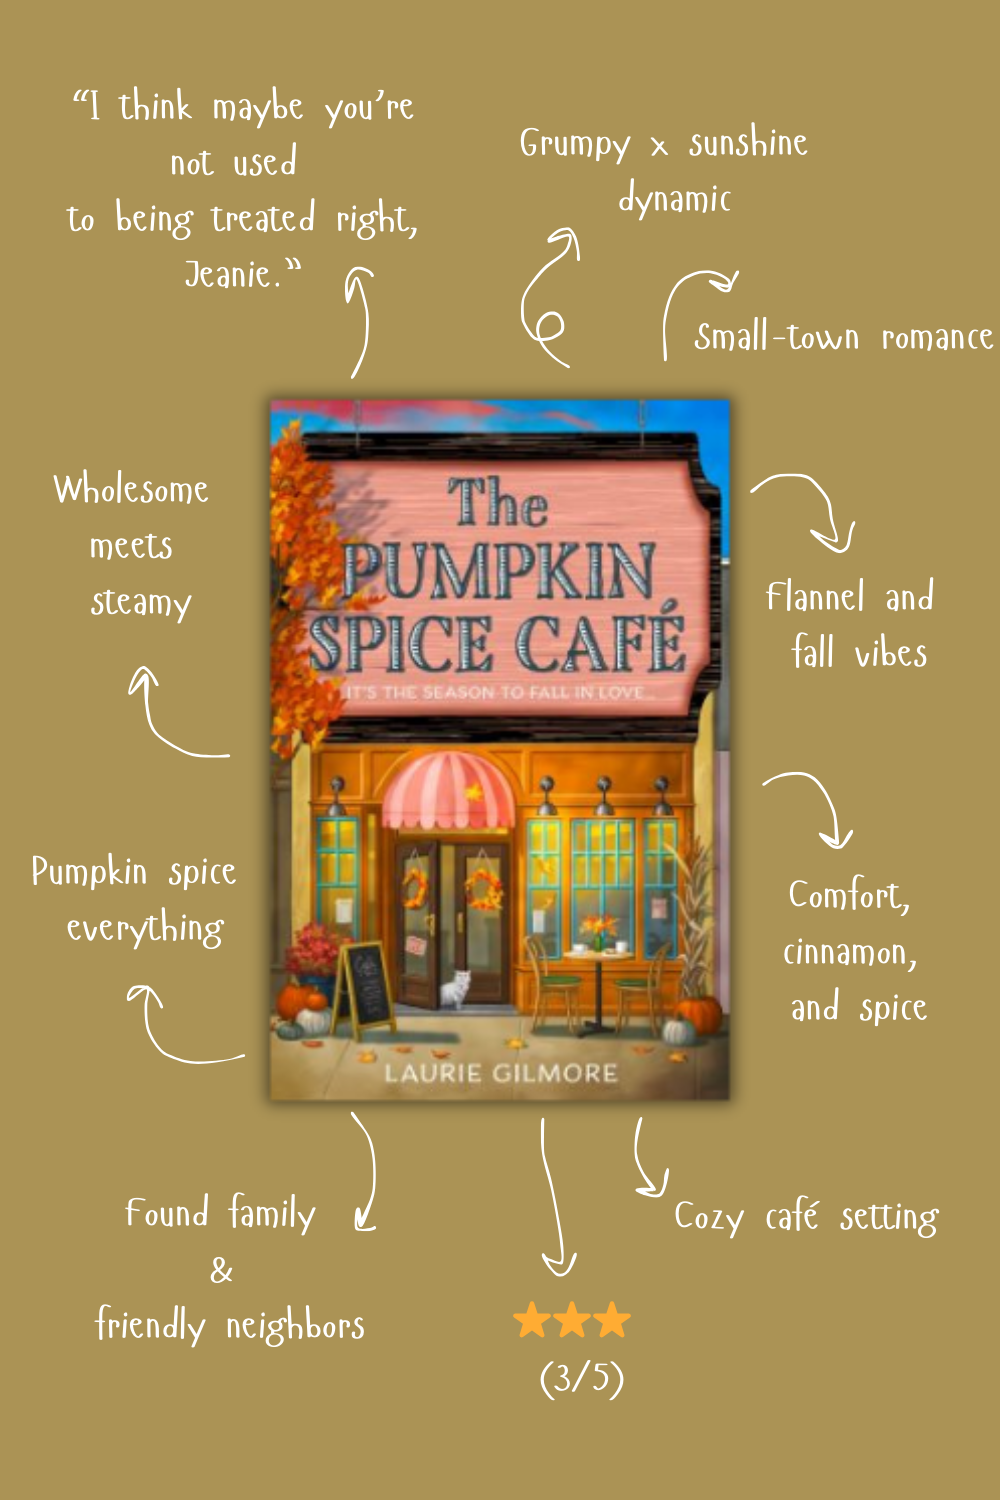 “I think maybe you’re
not used
to being treated right,
Jeanie.”
Grumpy x sunshine
dynamic
Small-town romance
Wholesome
meets
steamy
The
PUMPKIN
SPICE CAFÉ
IT'S THE SEASON TO FALL IN LOVE...
Flannel and
fall vibes
Pumpkin spice
everything
Comfort,
cinnamon,
and spice
LAURIE GILMORE
Found family
&
friendly neighbors
Cozy café setting
(3/5)